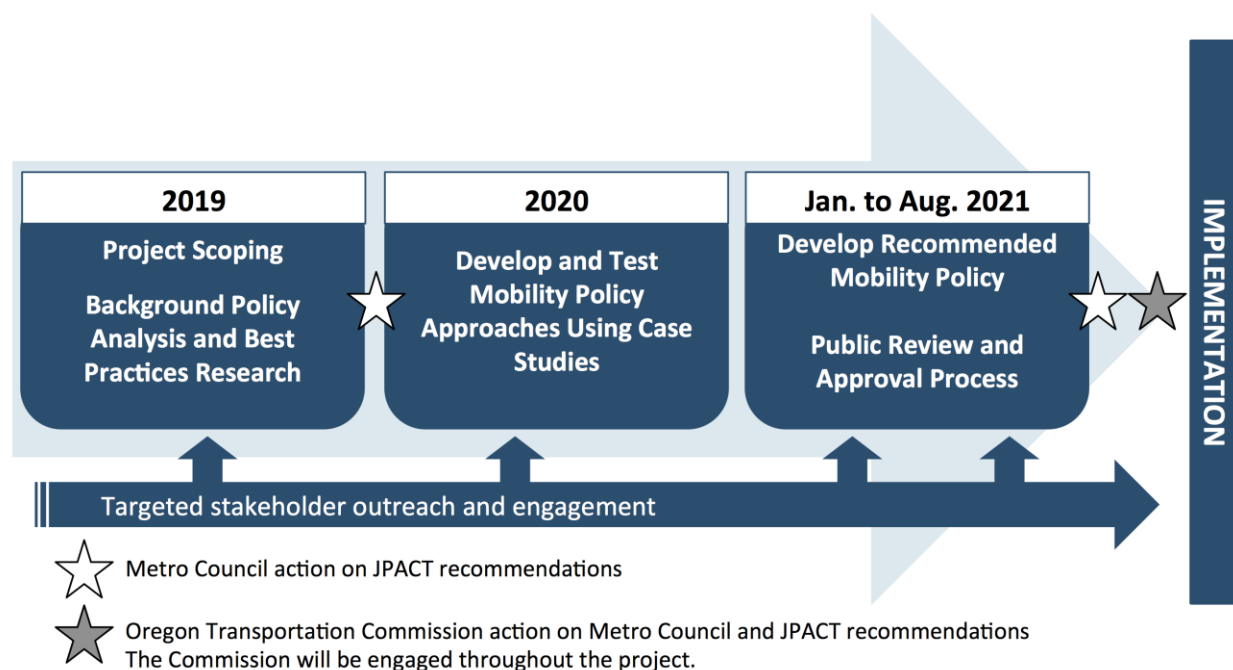 2019
Project Scoping
Background Policy
Analysis and Best
Practices Research
2020
Develop and Test
Mobility Policy
Approaches Using Case
Studies
Jan. to Aug. 2021
Develop Recommended
Mobility Policy
Public Review and
Approval Process
IMPLEMENTATION
Targeted stakeholder outreach and engagement
Metro Council action on JPACT recommendations
Oregon Transportation Commission action on Metro Council and JPACT recommendations
The Commission will be engaged throughout the project.